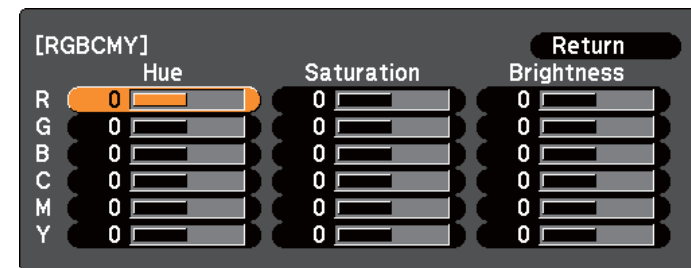 [RGBCMY] Return
Hue Saturation Brightness
R 0 0 0
G 0 0 0
B 0 0 0
C 0 0 0
M 0 0 0
Y 0 0 0